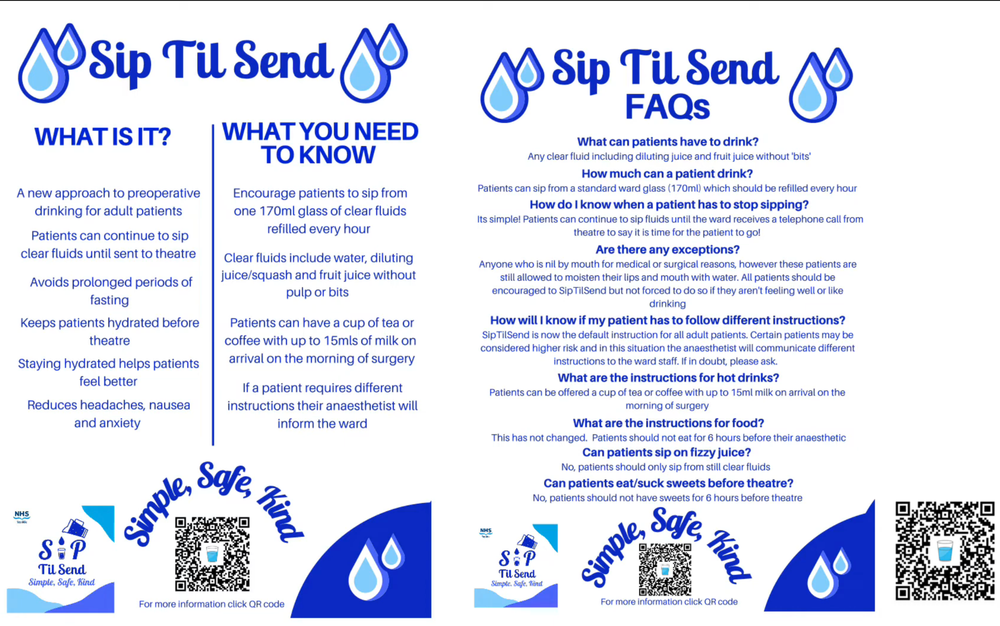 Sip Til Send
WHAT IS IT?
A new approach to preoperative
drinking for adult patients
Patients can continue to sip
clear fluids until sent to theatre
Avoids prolonged periods of
fasting
Keeps patients hydrated before
theatre
Staying hydrated helps patients
feel better
Reduces headaches, nausea
and anxiety
WHAT YOU NEED
TO KNOW
Encourage patients to sip from
one 170ml glass of clear fluids
refilled every hour
Clear fluids include water, diluting
juice/squash and fruit juice without
pulp or bits
Patients can have a cup of tea or
coffee with up to 15mls of milk on
arrival on the morning of surgery
If a patient requires different
instructions their anaesthetist will
inform the ward
Simple, Safe, Kind
NHS
Tayside
SiP
Til Send
Simple, Safe, Kind
For more information click QR code
Sip Til Send
FAQs
What can patients have to drink?
Any clear fluid including diluting juice and fruit juice without 'bits'
How much can a patient drink?
Patients can sip from a standard ward glass (170ml) which should be refilled every hour
How do I know when a patient has to stop sipping?
Its simple! Patients can continue to sip fluids until the ward receives a telephone call from
theatre to say it is time for the patient to go!
Are there any exceptions?
Anyone who is nil by mouth for medical or surgical reasons, however these patients are
still allowed to moisten their lips and mouth with water. All patients should be
encouraged to SipTilSend but not forced to do so if they aren't feeling well or like
drinking
How will I know if my patient has to follow different instructions?
SipTilSend is now the default instruction for all adult patients. Certain patients may be
considered higher risk and in this situation the anaesthetist will communicate different
instructions to the ward staff. If in doubt, please ask.
What are the instructions for hot drinks?
Patients can be offered a cup of tea or coffee with up to 15ml milk on arrival on the
morning of surgery
What are the instructions for food?
This has not changed. Patients should not eat for 6 hours before their anaesthetic
Can patients sip on fizzy juice?
No, patients should only sip from still clear fluids
Can patients eat/suck sweets before theatre?
No, patients should not have sweets for 6 hours before theatre
Simple, Safe, Kind
NHS
Tayside
SiP
Til Send
Simple, Safe, Kind
For more information click QR code